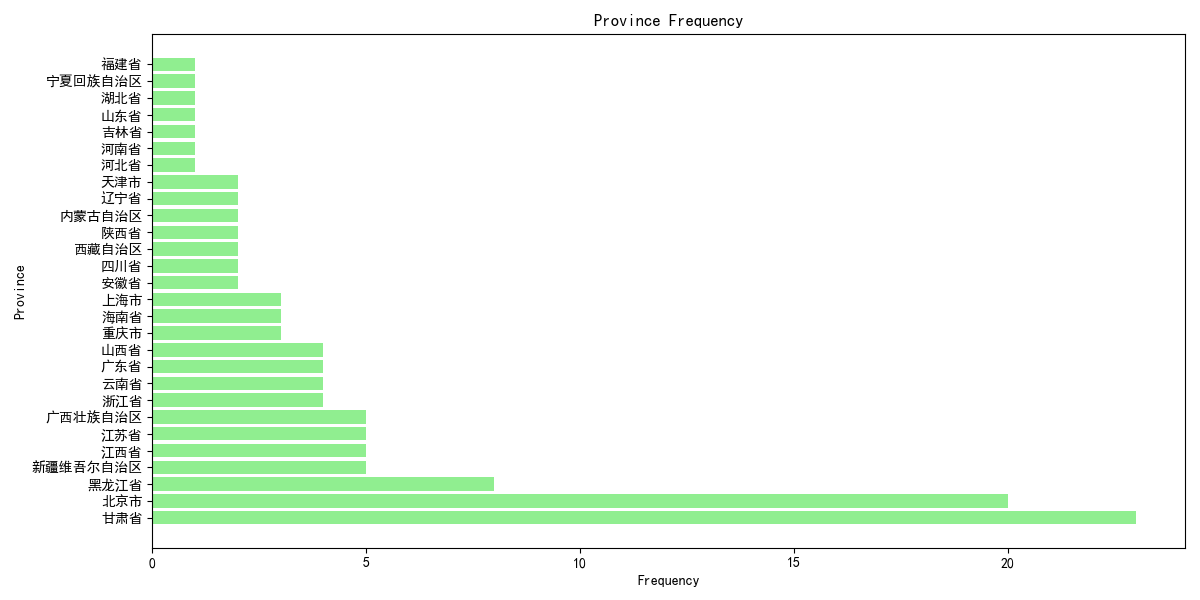 Province Frequency
Province
福建省
宁夏回族自治区
湖北省
山东省
吉林省
河南省
河北省
天津市
辽宁省
内蒙古自治区
陕西省
西藏自治区
四川省
安徽省
上海市
海南省
重庆市
山西省
广东省
云南省
浙江省
广西壮族自治区
江苏省
江西省
新疆维吾尔自治区
黑龙江省
北京市
甘肃省
0 5 10 15 20
Frequency